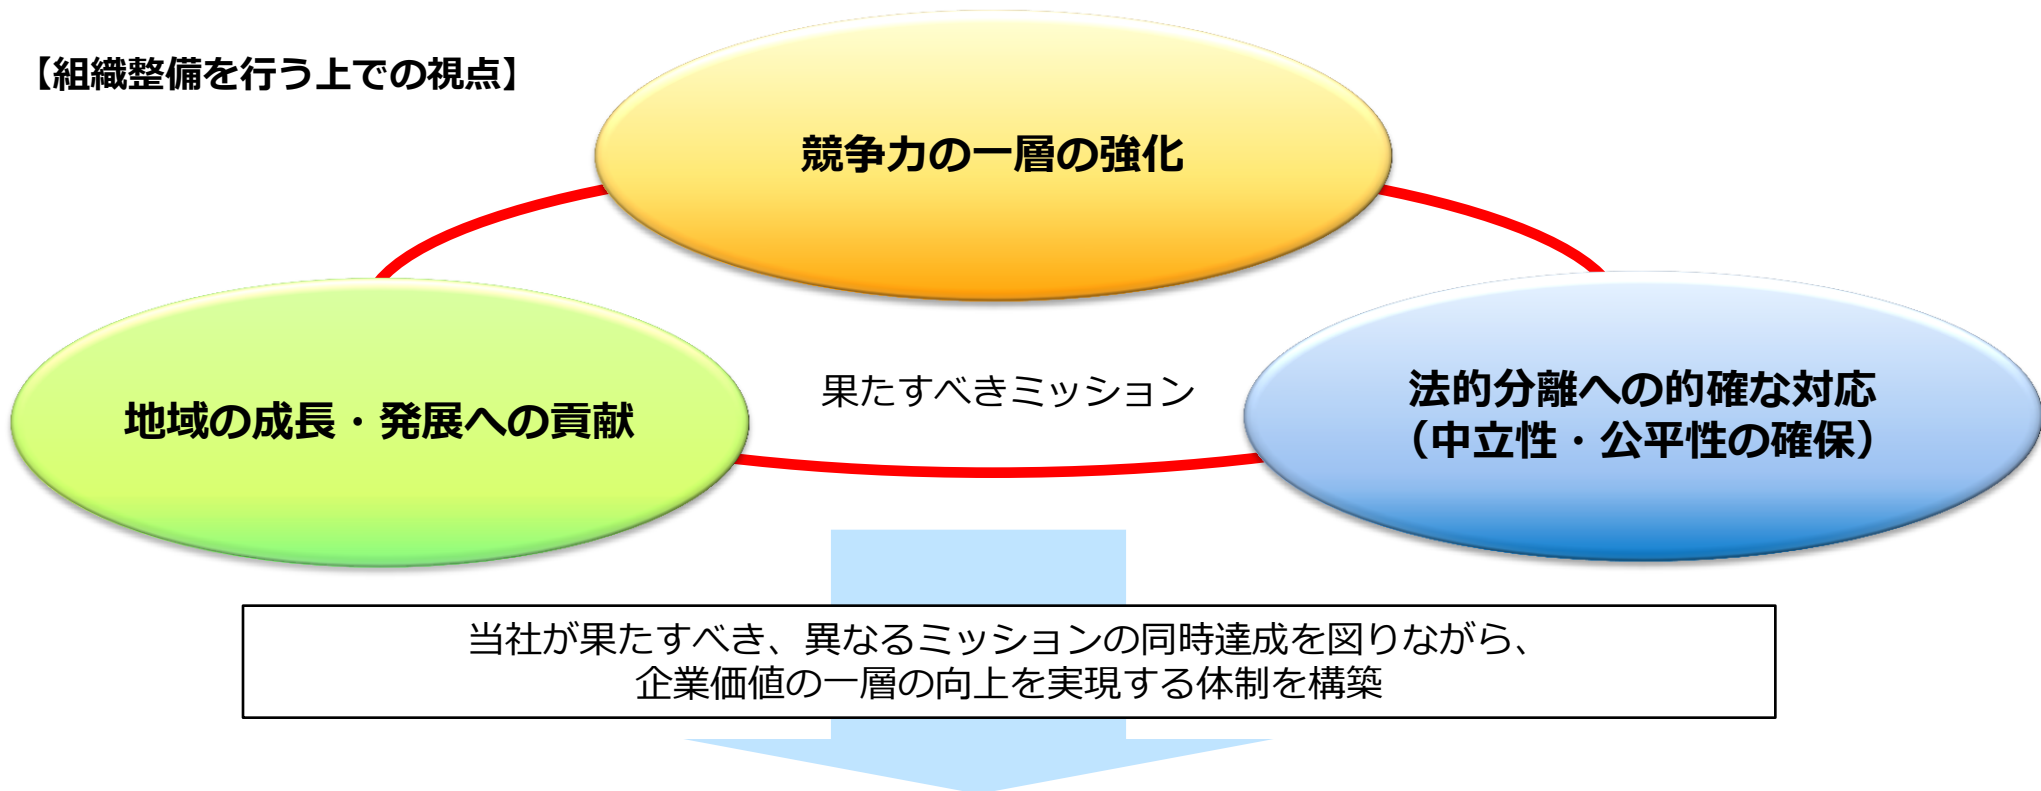 【組織整備を行う上での視点】
競争力の一層の強化
地域の成長・発展への貢献
果たすべきミッション
法的分離への的確な対応
（中立性・公平性の確保）
当社が果たすべき、異なるミッションの同時達成を図りながら、
企業価値の一層の向上を実現する体制を構築